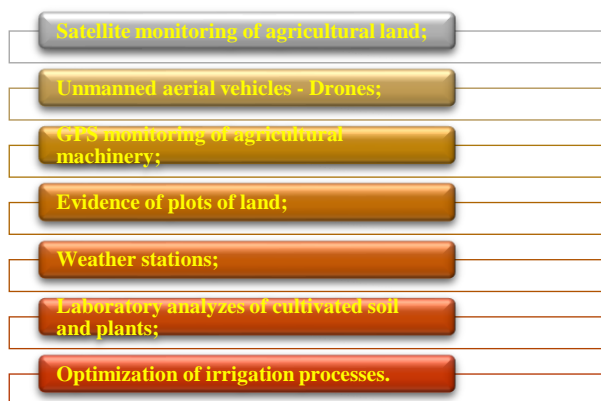 Satellite monitoring of agricultural land;
Unmanned aerial vehicles - Drones;
GPS monitoring of agricultural
machinery;
Evidence of plots of land;
Weather stations;
Laboratory analyzes of cultivated soil
and plants;
Optimization of irrigation processes.